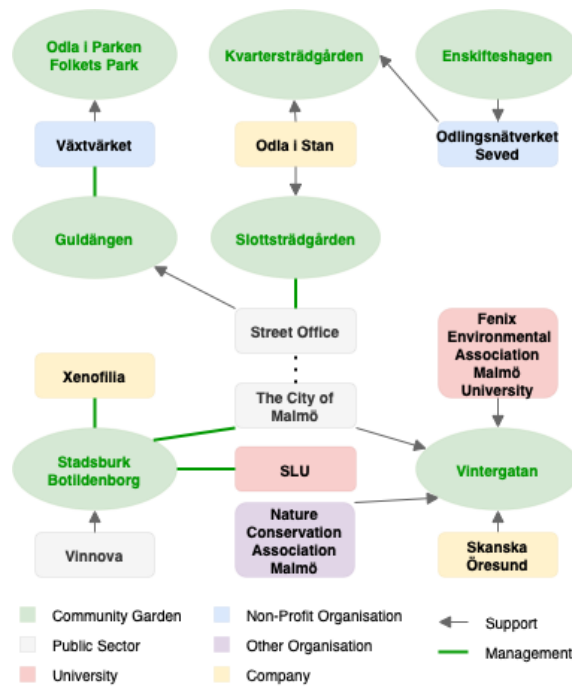 Odla i Parken
Folkets Park
Kvartersträdgården
Enskifteshagen
Växtvärket
Odla i Stan
Odlingsnätverket
Seved
Guldängen
Slottsträdgården
Street Office
Fenix
Environmental
Association
Malmö
University
Xenofilia
The City of
Malmö
Stadsburk
Botildenborg
SLU
Vintergatan
Vinnova
Nature
Conservation
Association
Malmö
Skanska
Öresund
Community Garden
Non-Profit Organisation
Support
Public Sector
Other Organisation
Management
University
Company